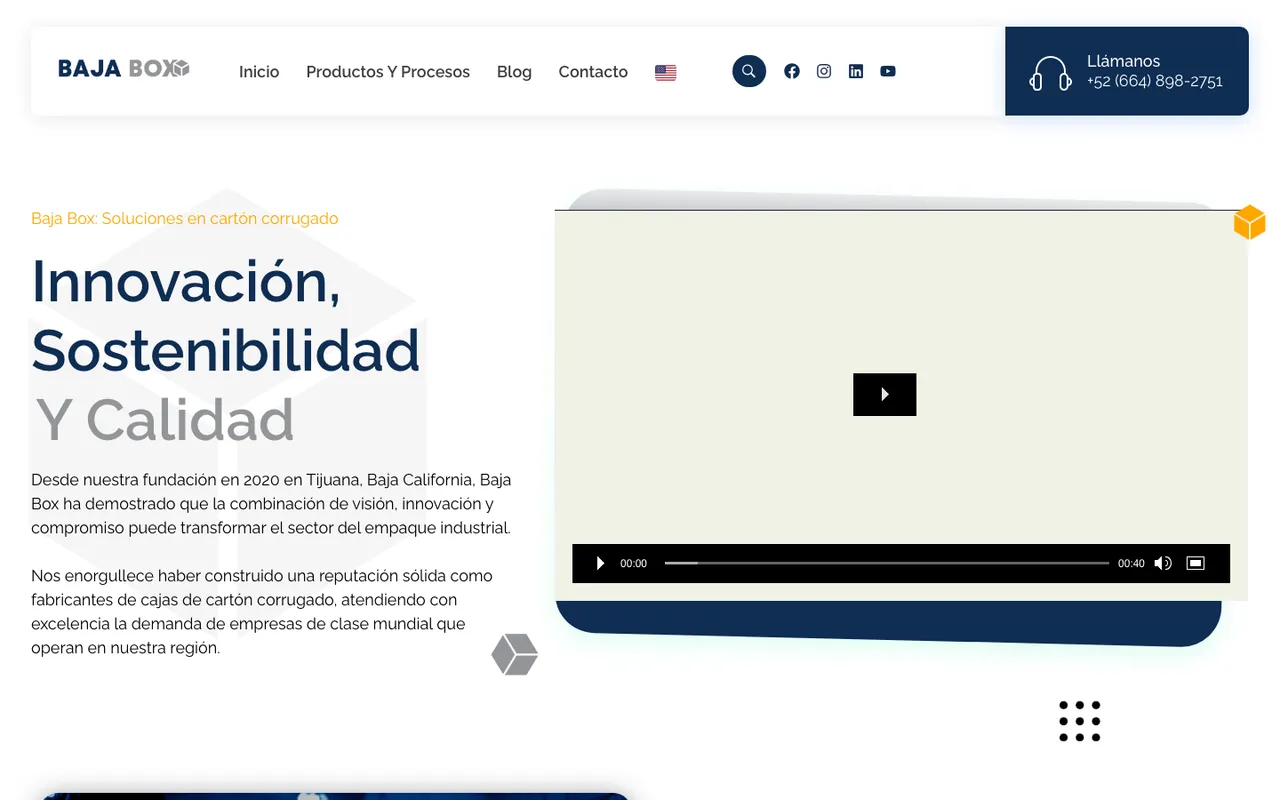 BAJA BOX
Inicio
Productos Y Procesos
Blog
Contacto
Llámanos
+52 (664) 898-2751
Baja Box: Soluciones en cartón corrugado
Innovación,
Sostenibilidad
Y Calidad
Desde nuestra fundación en 2020 en Tijuana, Baja California, Baja
Box ha demostrado que la combinación de visión, innovación y
compromiso puede transformar el sector del empaque industrial.
Nos enorgullece haber construido una reputación sólida como
fabricantes de cajas de cartón corrugado, atendiendo con
excelencia la demanda de empresas de clase mundial que
operan en nuestra región.
00:00
00:40